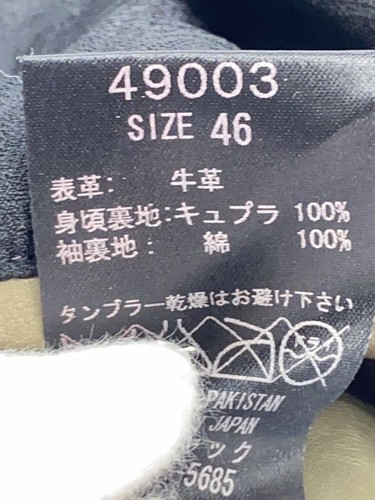 49003
SIZE 46
表革: 牛革
身頃裏地:キュプラ 100%
袖裏地: 綿 100%
タンブラー乾燥はお避け下さい
PAKISTAN
JAPAN
ック
5685